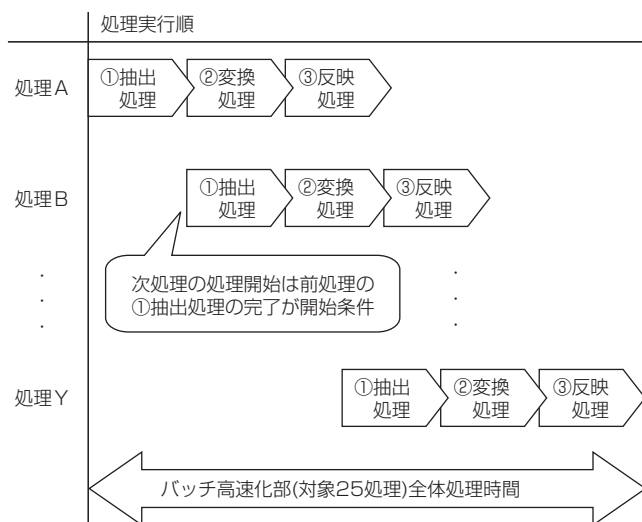 処理実行順
処理A
①抽出
処理
②変換
処理
③反映
処理
処理B
①抽出
処理
②変換
処理
③反映
処理
次処理の処理開始は前処理の
①抽出処理の完了が開始条件
・
・
・
・
・
・
処理Y
①抽出
処理
②変換
処理
③反映
処理
バッチ高速化部(対象25処理)全体処理時間